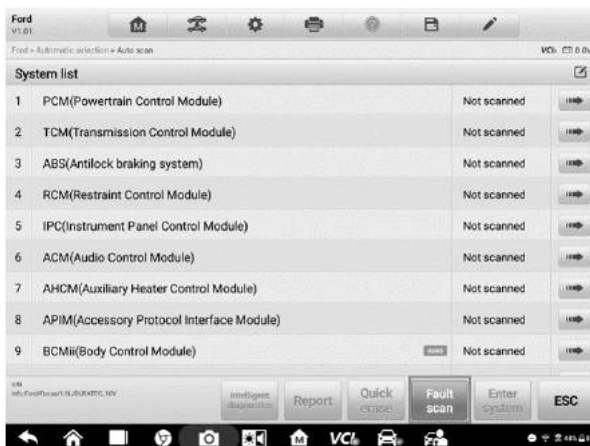 Ford
V1.01
Ford > Automatic selection > Auto scan
VCI
System list
1 PCM(Powertrain Control Module) Not scanned
2 TCM(Transmission Control Module) Not scanned
3 ABS(Antilock braking system) Not scanned
4 RCM(Restraint Control Module) Not scanned
5 IPC(Instrument Panel Control Module) Not scanned
6 ACM(Audio Control Module) Not scanned
7 AHCM(Auxiliary Heater Control Module) Not scanned
8 APIM(Accessory Protocol Interface Module) Not scanned
9 BCMii(Body Control Module) Not scanned
VIN
Intelligent diagnostics
Report
Quick erase
Fault scan
Enter system
ESC
VCI